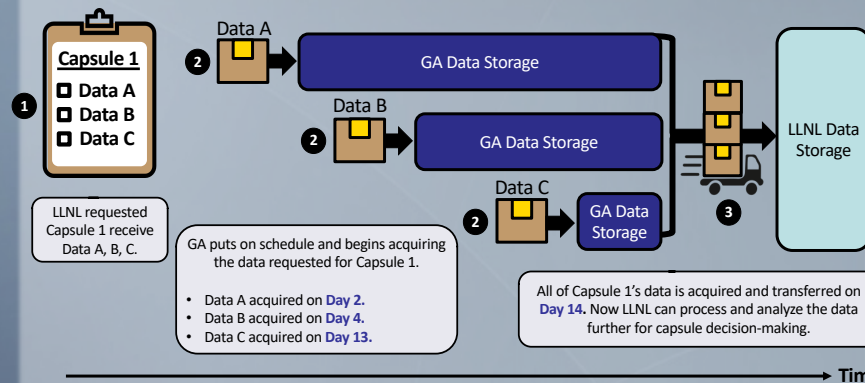 Capsule 1
Data A
Data B
Data C
1
LLNL requested
Capsule 1 receive
Data A, B, C.
Data A
2
GA Data Storage
Data B
2
GA Data Storage
Data C
2
GA Data
Storage
3
LLNL Data
Storage
GA puts on schedule and begins acquiring
the data requested for Capsule 1.
• Data A acquired on Day 2.
• Data B acquired on Day 4.
• Data C acquired on Day 13.
All of Capsule 1’s data is acquired and transferred on
Day 14. Now LLNL can process and analyze the data
further for capsule decision-making.